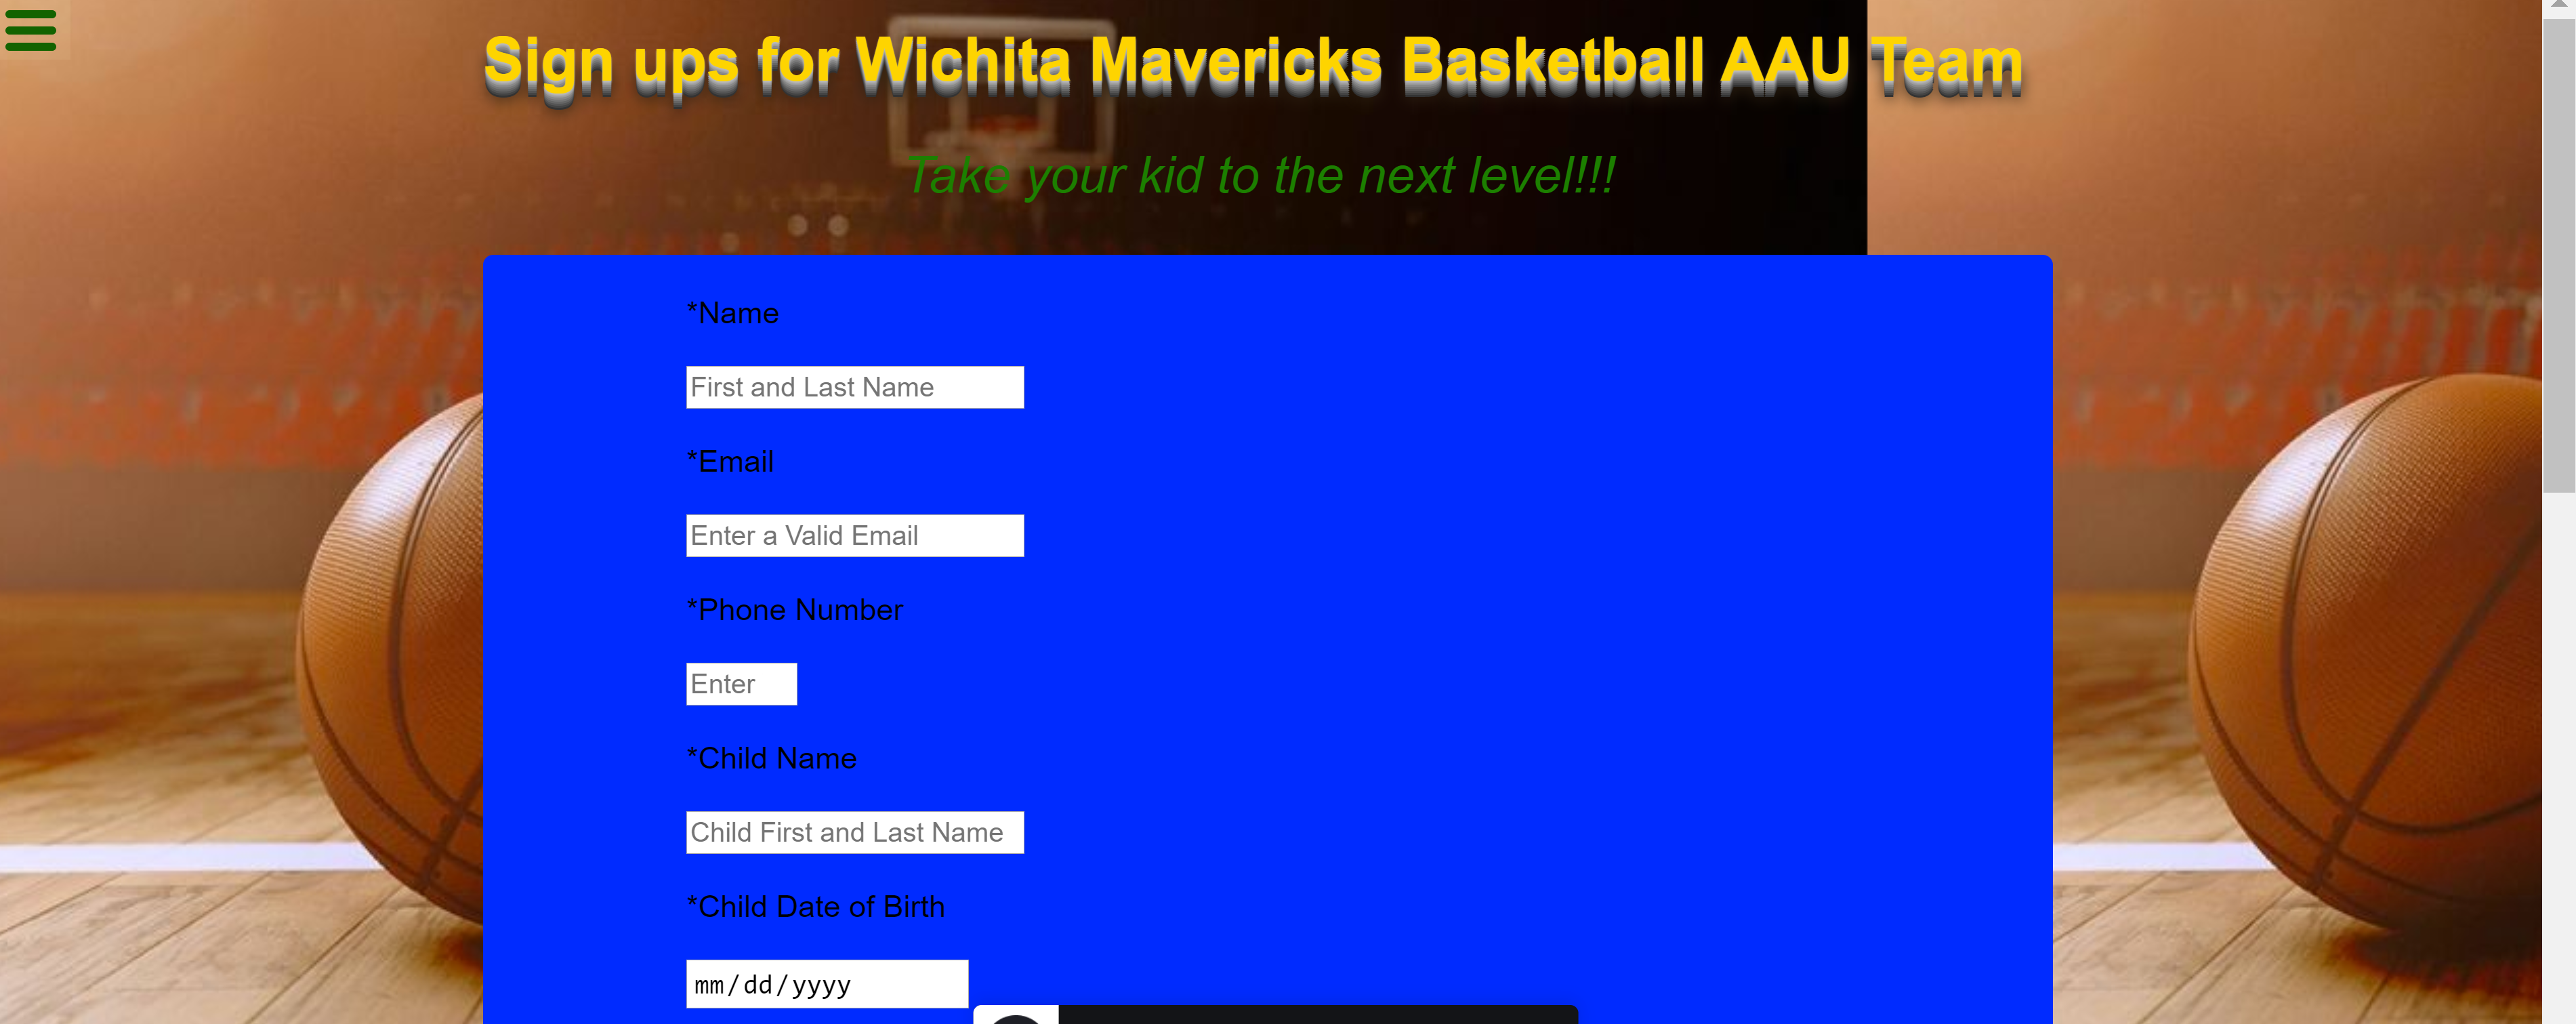 Sign ups for Wichita Mavericks Basketball AAU Team
Take your kid to the next level!!!
*Name
First and Last Name
*Email
Enter a Valid Email
*Phone Number
Enter
*Child Name
Child First and Last Name
*Child Date of Birth
mm/dd/yyyy